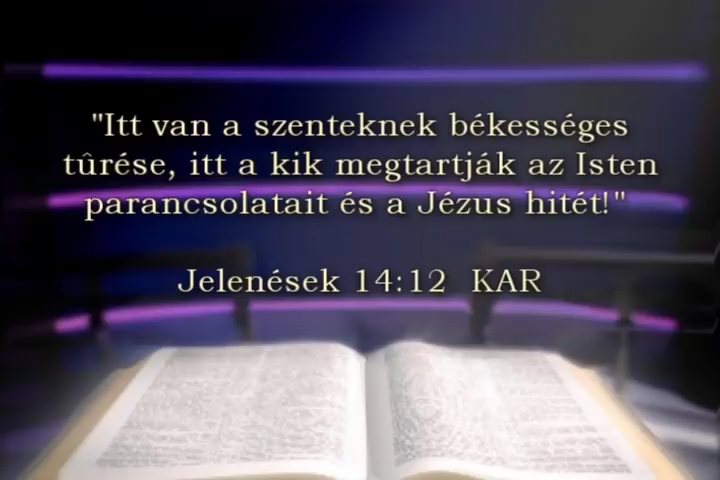 "Itt van a szenteknek békességes
tûrése, itt a kik megtartják az Isten
parancsolatait és a Jézus hitét!"
Jelenések 14:12 KAR